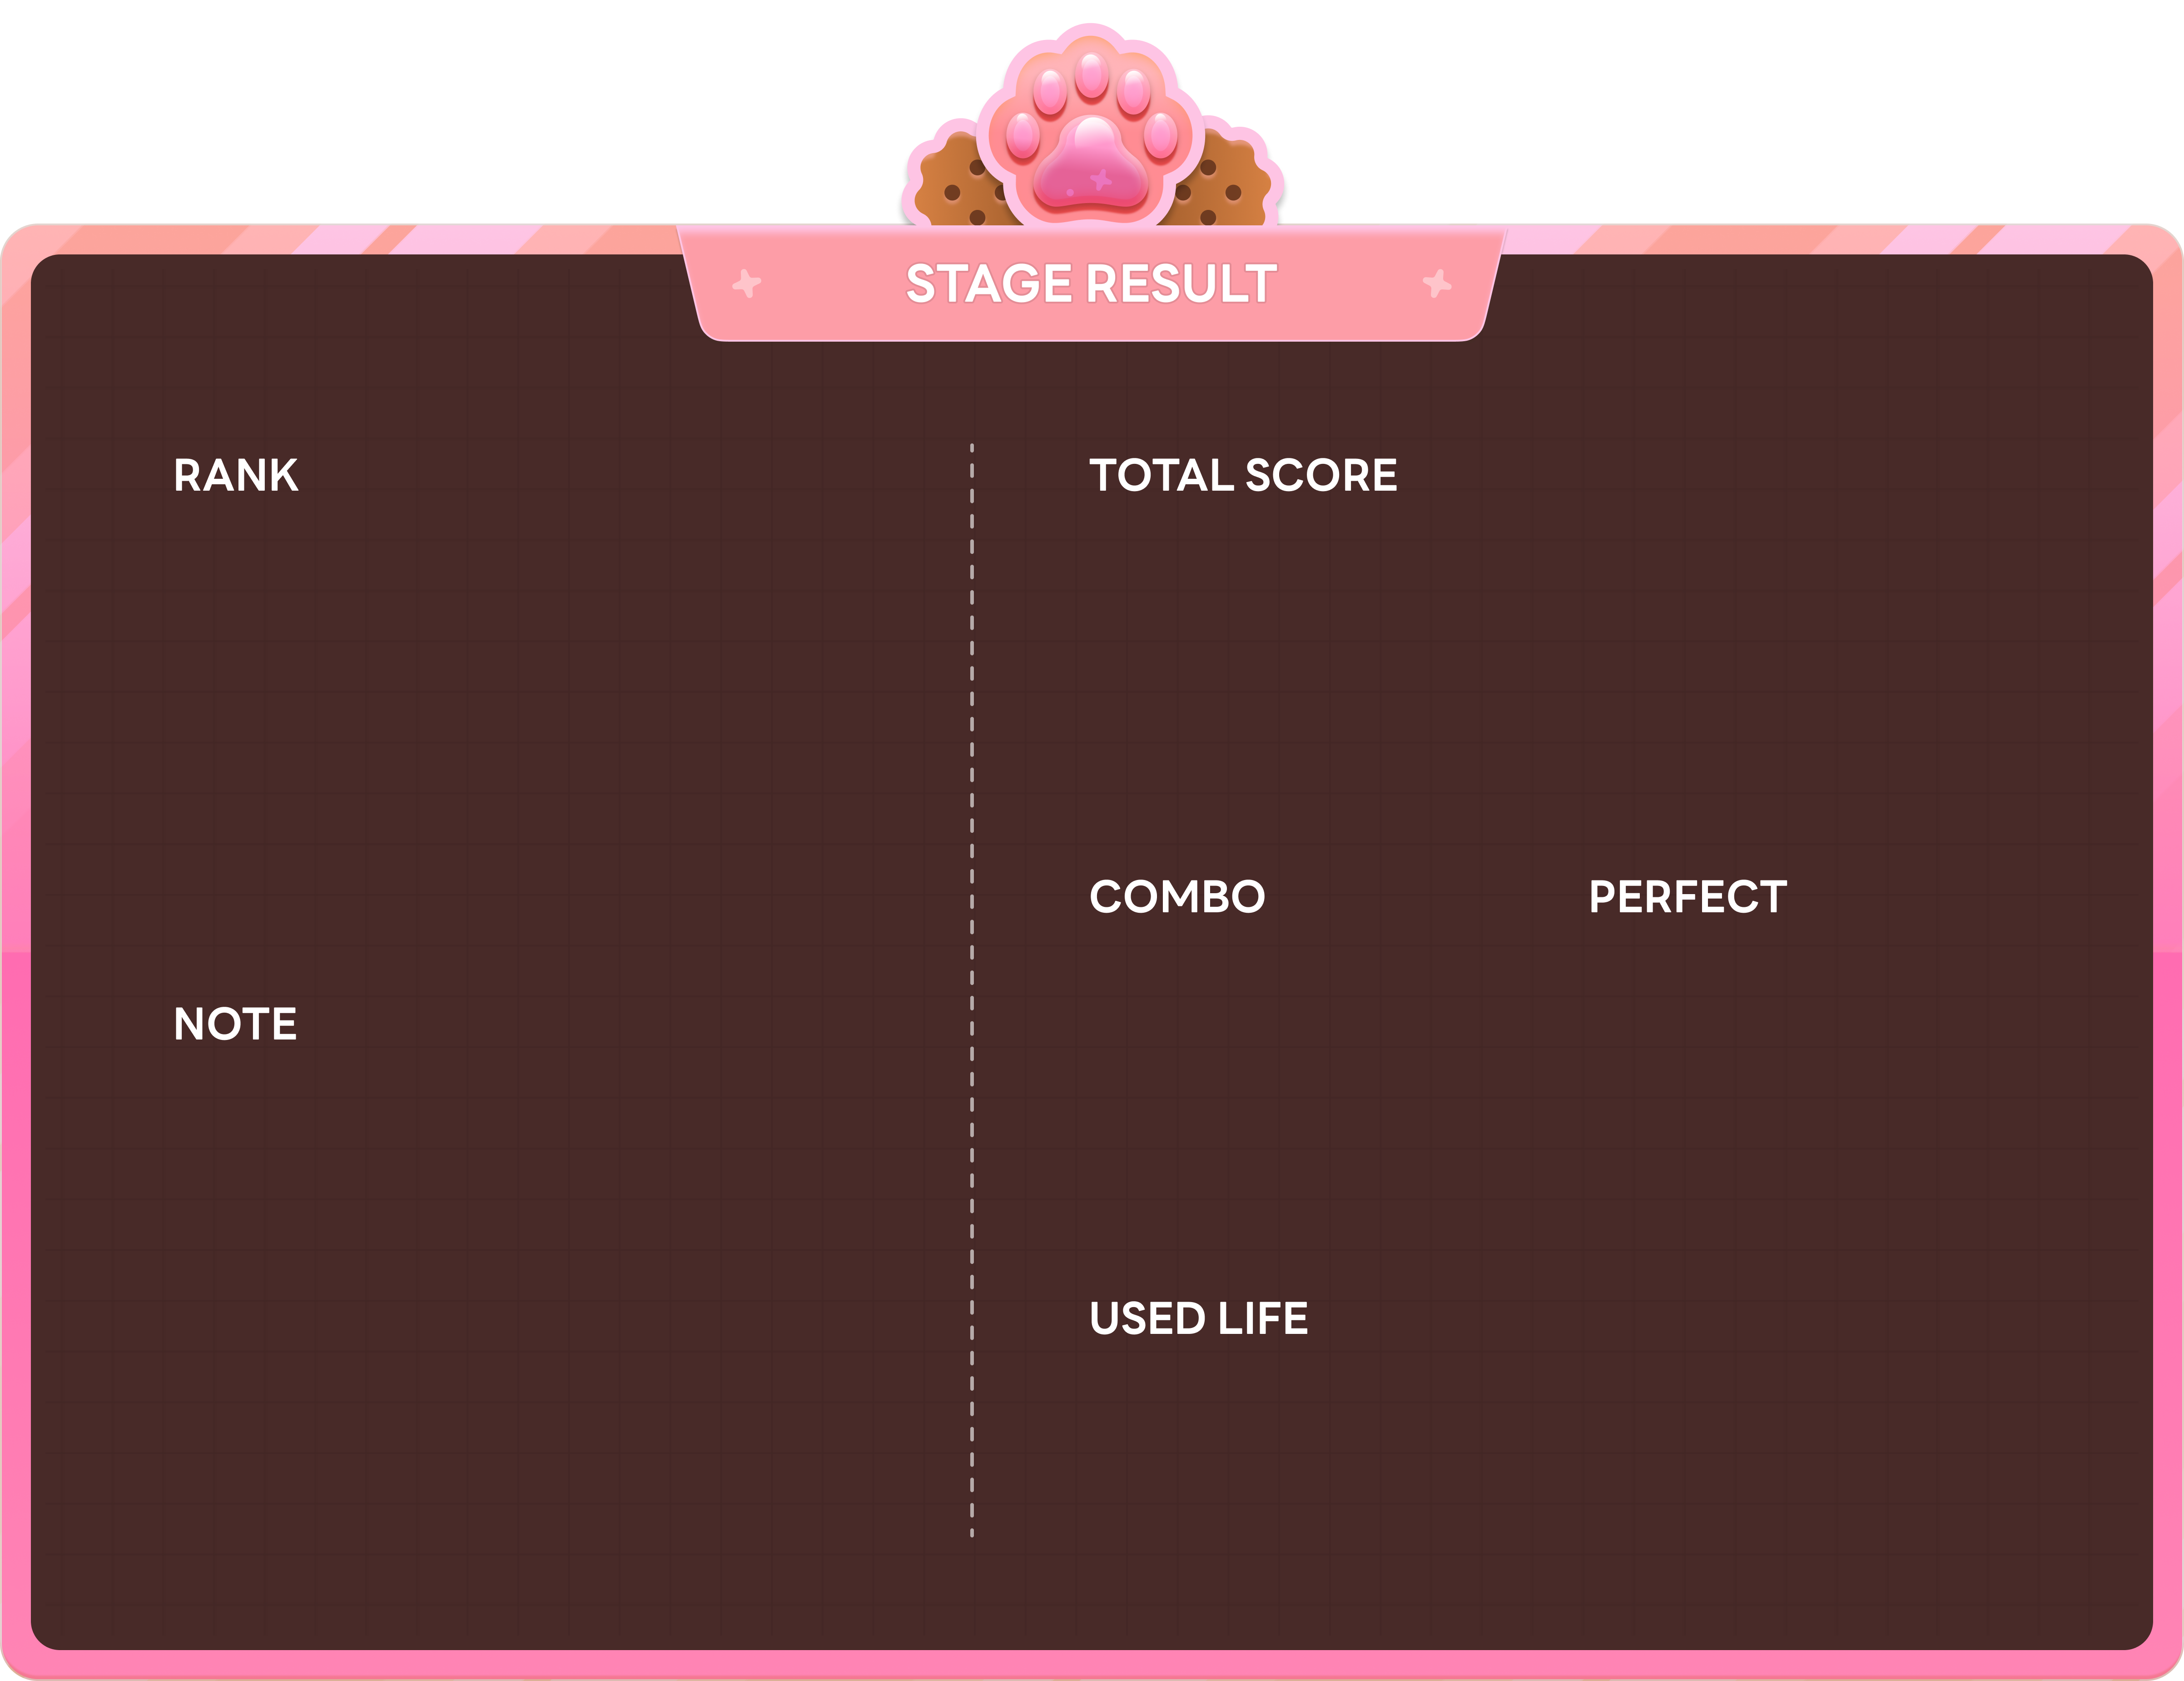 STAGE RESULT
RANK
NOTE
TOTAL SCORE
COMBO
PERFECT
USED LIFE